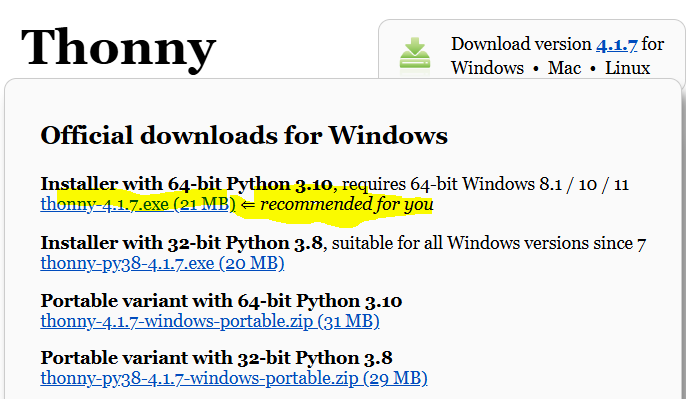 Thonny
Download version 4.1.7 for
Windows • Mac • Linux
Official downloads for Windows
Installer with 64-bit Python 3.10, requires 64-bit Windows 8.1 / 10 / 11
thonny-4.1.7.exe (21 MB) ⇐ recommended for you
Installer with 32-bit Python 3.8, suitable for all Windows versions since 7
thonny-py38-4.1.7.exe (20 MB)
Portable variant with 64-bit Python 3.10
thonny-4.1.7-windows-portable.zip (31 MB)
Portable variant with 32-bit Python 3.8
thonny-py38-4.1.7-windows-portable.zip (29 MB)